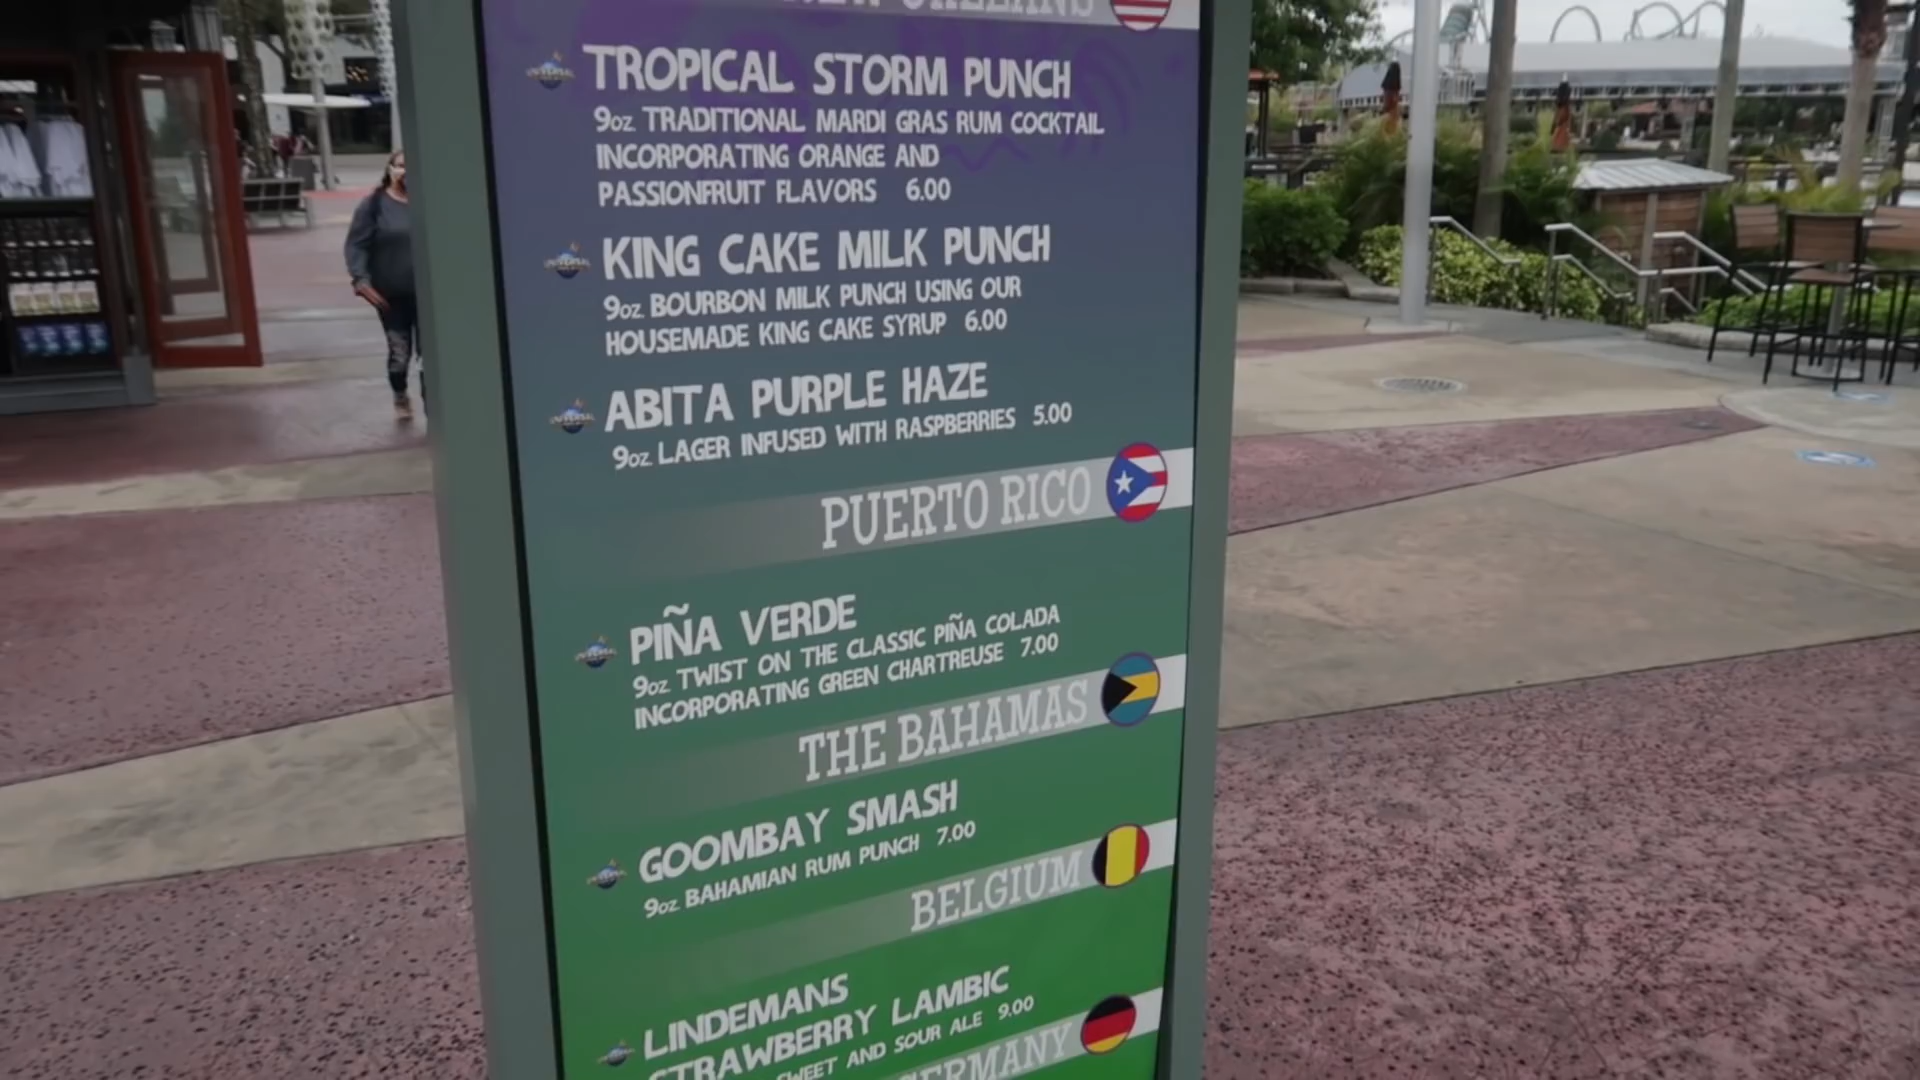 NEW ORLEANS
TROPICAL STORM PUNCH
9oz. TRADITIONAL MARDI GRAS RUM COCKTAIL
INCORPORATING ORANGE AND
PASSIONFRUIT FLAVORS 6.00
KING CAKE MILK PUNCH
9oz. BOURBON MILK PUNCH USING OUR
HOUSEMADE KING CAKE SYRUP 6.00
ABITA PURPLE HAZE
9oz. LAGER INFUSED WITH RASPBERRIES 5.00
PUERTO RICO
PIÑA VERDE
9oz. TWIST ON THE CLASSIC PIÑA COLADA
INCORPORATING GREEN CHARTREUSE 7.00
THE BAHAMAS
GOOMBAY SMASH
9oz. BAHAMIAN RUM PUNCH 7.00
BELGIUM
LINDEMANS
STRAWBERRY LAMBIC
SWEET AND SOUR ALE 9.00
GERMANY